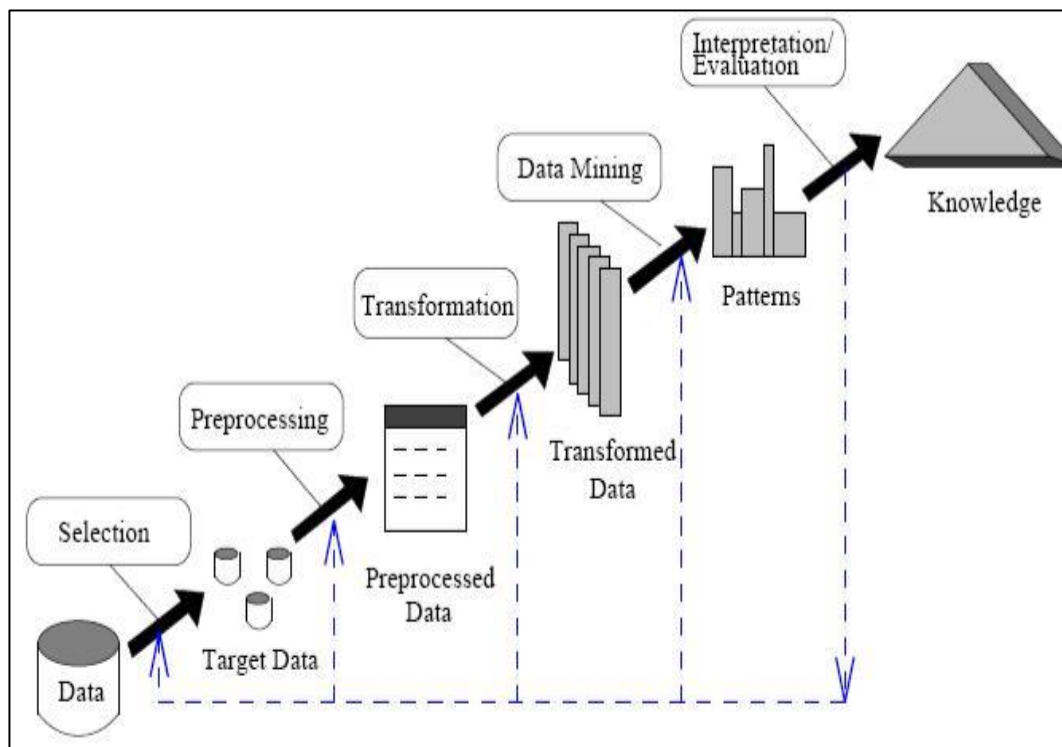 Interpretation/
Evaluation
Knowledge
Data Mining
Patterns
Transformation
Transformed
Data
Preprocessing
Preprocessed
Data
Selection
Target Data
Data